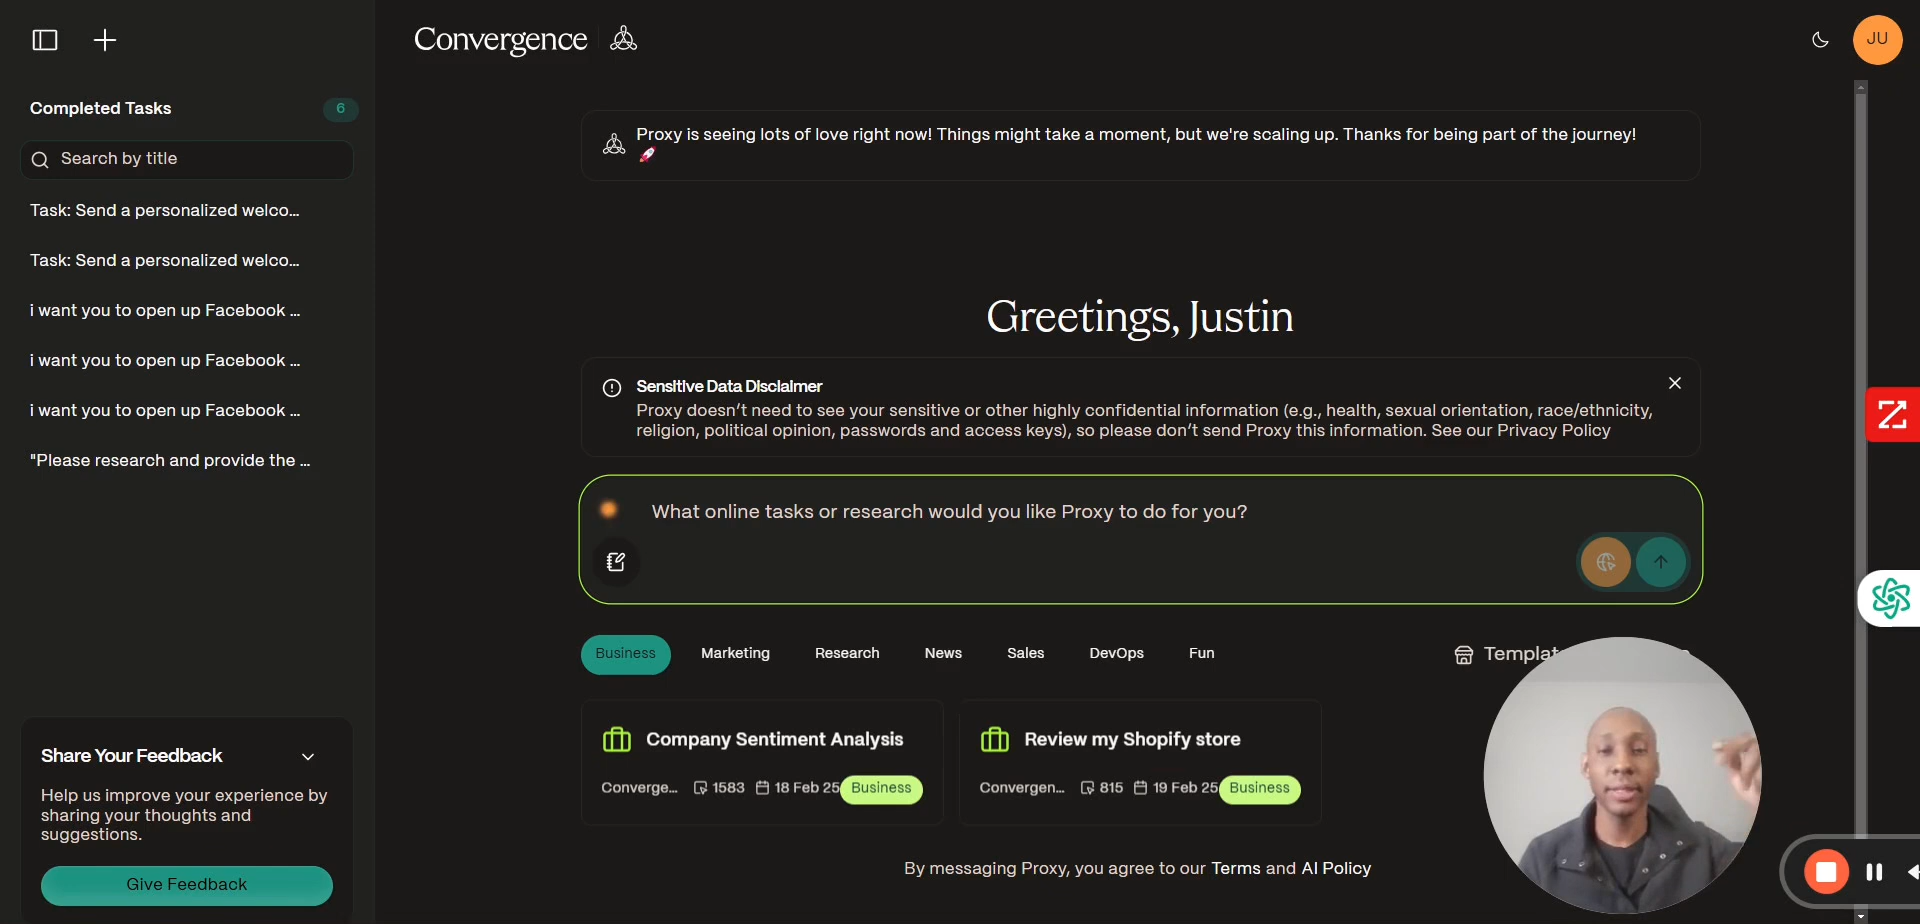 Convergence
JU
Completed Tasks
6
Search by title
Task: Send a personalized welco...
Task: Send a personalized welco...
i want you to open up Facebook ...
i want you to open up Facebook ...
i want you to open up Facebook ...
"Please research and provide the ...
Share Your Feedback
Help us improve your experience by
sharing your thoughts and
suggestions.
Give Feedback
Proxy is seeing lots of love right now! Things might take a moment, but we're scaling up. Thanks for being part of the journey!
🚀
Greetings, Justin
Sensitive Data Disclaimer
Proxy doesn’t need to see your sensitive or other highly confidential information (e.g., health, sexual orientation, race/ethnicity,
religion, political opinion, passwords and access keys), so please don’t send Proxy this information. See our Privacy Policy
What online tasks or research would you like Proxy to do for you?
Business Marketing Research News Sales DevOps Fun
Company Sentiment Analysis
Converge... 1583 18 Feb 25 Business
Review my Shopify store
Convergen... 815 19 Feb 25 Business
By messaging Proxy, you agree to our Terms and AI Policy